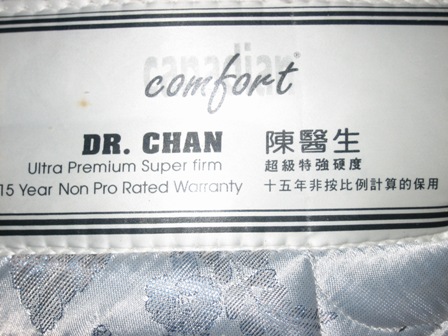 canadian
comfort®
DR. CHAN 陳醫生
Ultra Premium Super firm 超級特強硬度
15 Year Non Pro Rated Warranty 十五年非按比例計算的保用